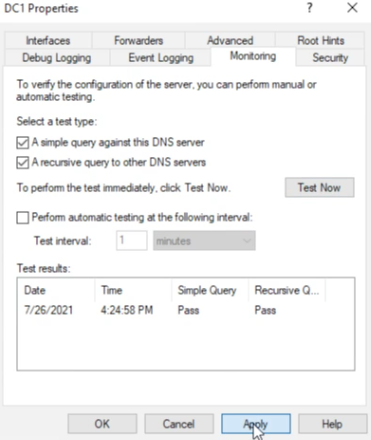 DC1 Properties ? ×
Interfaces Forwarders Advanced Root Hints
Debug Logging Event Logging Monitoring Security
To verify the configuration of the server, you can perform manual or
automatic testing.
Select a test type:
A simple query against this DNS server
A recursive query to other DNS servers
To perform the test immediately, click Test Now. Test Now
Perform automatic testing at the following interval:
Test interval: 1 minutes
Test results:
Date Time Simple Query Recursive Q...
7/26/2021 4:24:58 PM Pass Pass
OK Cancel Apply Help